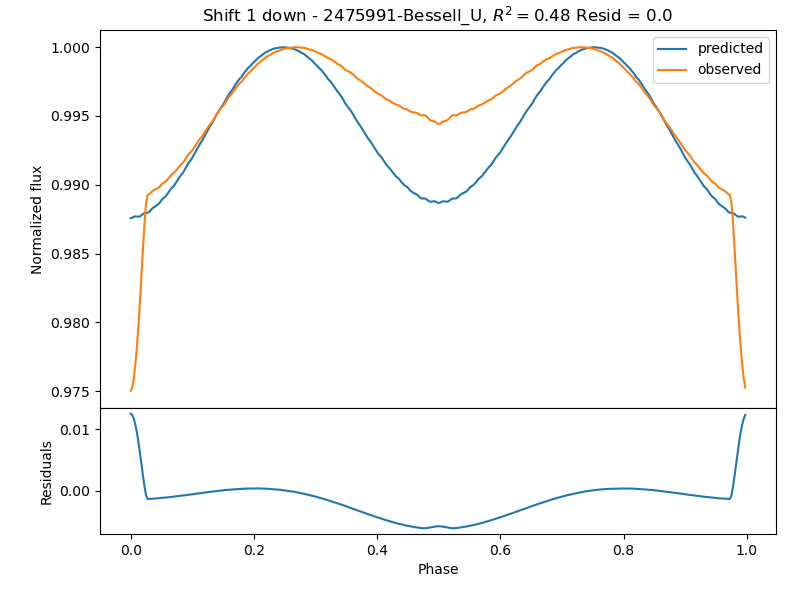 Shift 1 down - 2475991-Bessell_U, $R^2 = 0.48$ Resid = 0.0
predicted
observed
Normalized flux
1.000
0.995
0.990
0.985
0.980
0.975
Residuals
0.01
0.00
0.0 0.2 0.4 0.6 0.8 1.0
Phase